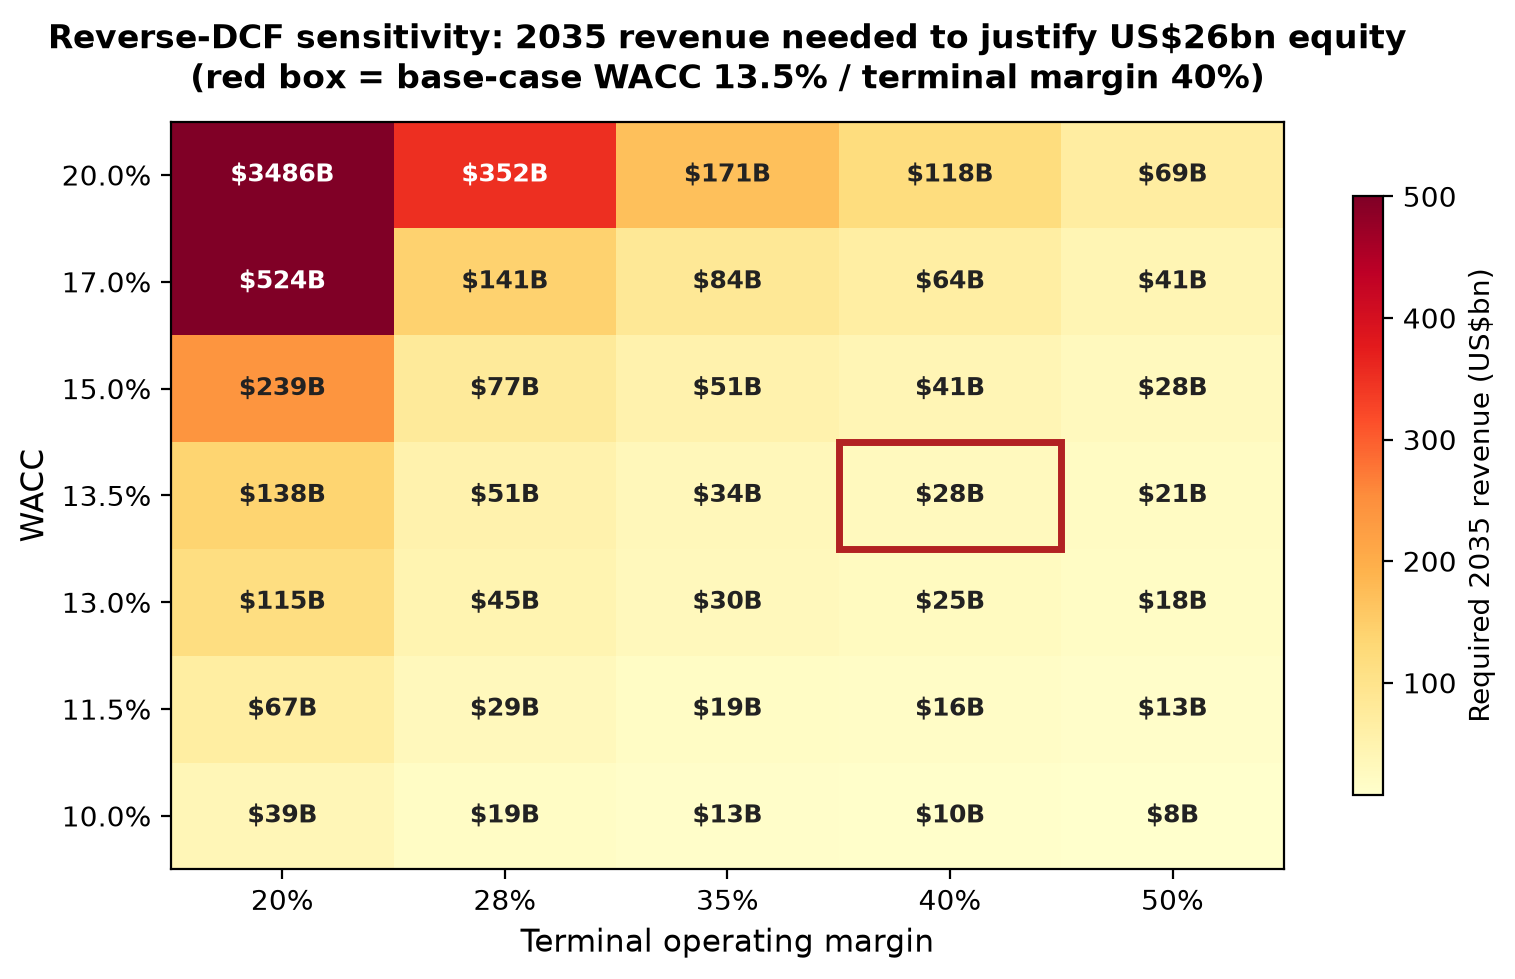 Reverse-DCF sensitivity: 2035 revenue needed to justify US$26bn equity
(red box = base-case WACC 13.5% / terminal margin 40%)
20.0% $3486B $352B $171B $118B $69B
17.0% $524B $141B $84B $64B $41B
15.0% $239B $77B $51B $41B $28B
13.5% $138B $51B $34B $28B $21B
13.0% $115B $45B $30B $25B $18B
11.5% $67B $29B $19B $16B $13B
10.0% $39B $19B $13B $10B $8B
20% 28% 35% 40% 50%
Terminal operating margin
WACC
500
400
300
200
100
Required 2035 revenue (US$bn)